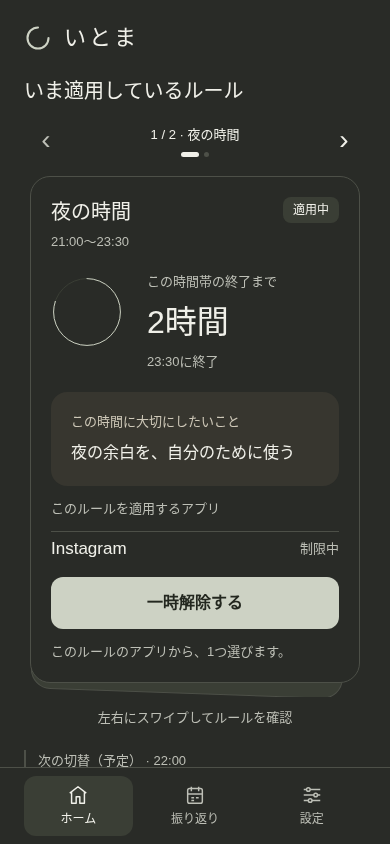 いとま
いま適用しているルール
‹ 1 / 2 · 夜の時間 ›
夜の時間 適用中
21:00〜23:30
この時間帯の終了まで
2時間
23:30に終了
この時間に大切にしたいこと
夜の余白を、自分のために使う
このルールを適用するアプリ
Instagram 制限中
一時解除する
このルールのアプリから、1つ選びます。
左右にスワイプしてルールを確認
次の切替（予定） · 22:00
ホーム 振り返り 設定